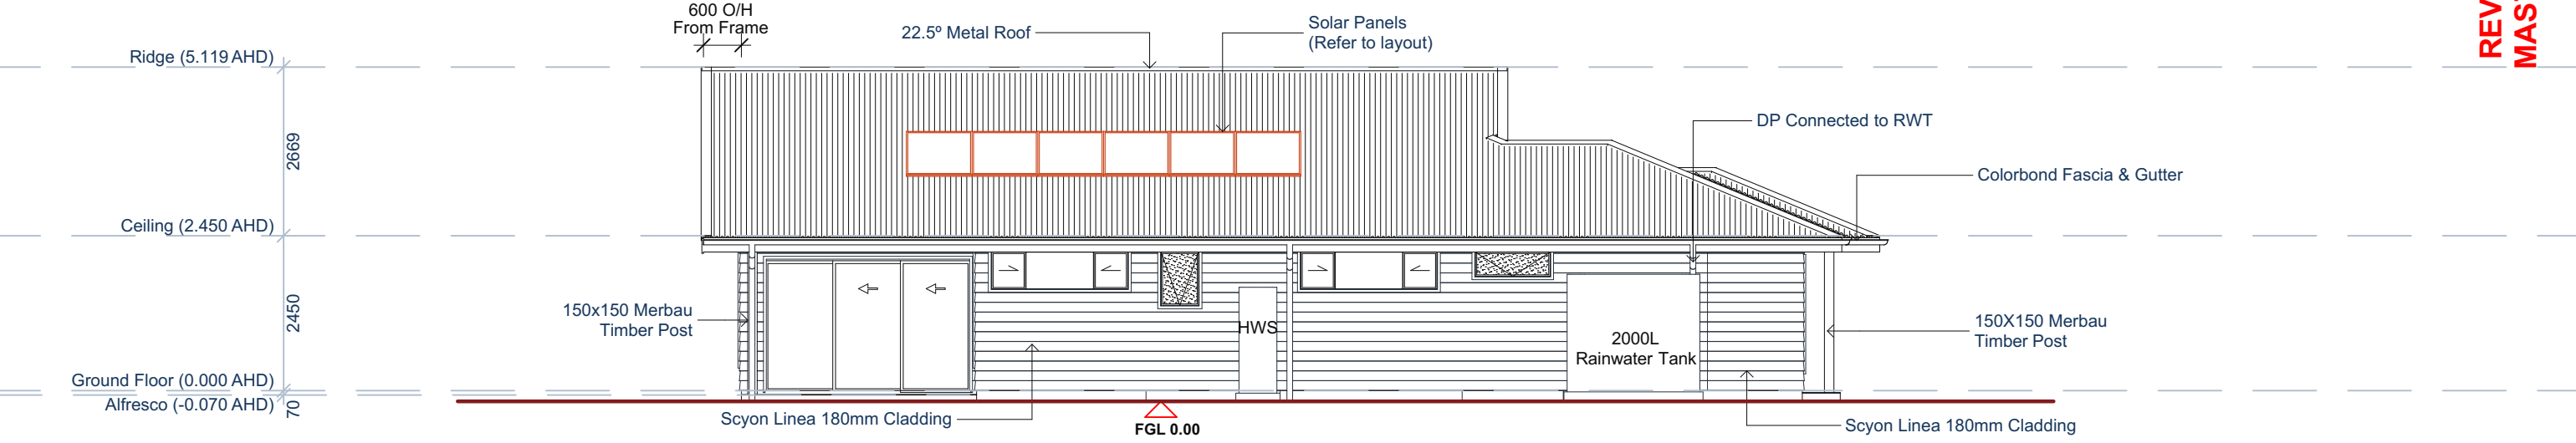 600 O/H
From Frame
22.5º Metal Roof
Solar Panels
(Refer to layout)
REV
MAST
Ridge (5.119 AHD)
2669
DP Connected to RWT
Colorbond Fascia & Gutter
Ceiling (2.450 AHD)
2450
150x150 Merbau
Timber Post
HWS
2000L
Rainwater Tank
150X150 Merbau
Timber Post
Ground Floor (0.000 AHD)
Alfresco (-0.070 AHD)
70
Scyon Linea 180mm Cladding
FGL 0.00
Scyon Linea 180mm Cladding